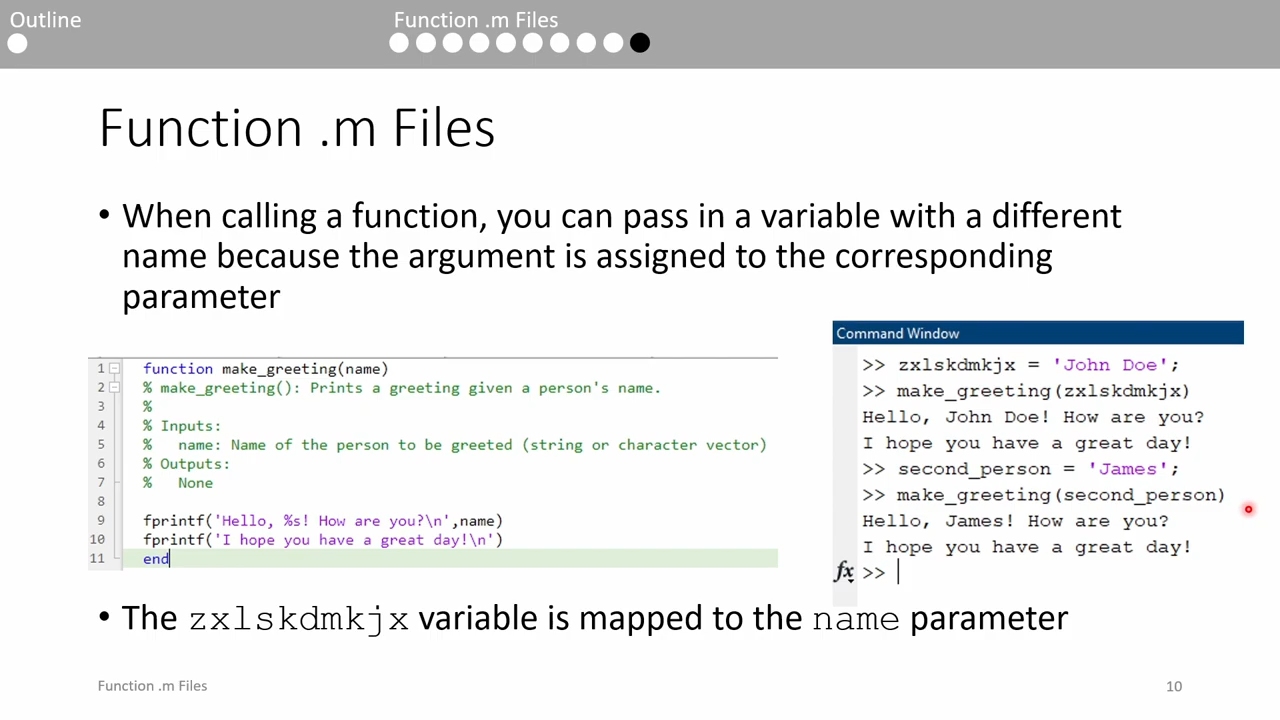 Outline
Function .m Files
Function .m Files
• When calling a function, you can pass in a variable with a different
name because the argument is assigned to the corresponding
parameter
1 function make_greeting(name)
2 % make_greeting(): Prints a greeting given a person's name.
3 %
4 % Inputs:
5 %   name: Name of the person to be greeted (string or character vector)
6 % Outputs:
7 %   None
8
9 fprintf('Hello, %s! How are you?\n',name)
10 fprintf('I hope you have a great day!\n')
11 end
Command Window
>> zxlskdmkjx = 'John Doe';
>> make_greeting(zxlskdmkjx)
Hello, John Doe! How are you?
I hope you have a great day!
>> second_person = 'James';
>> make_greeting(second_person)
Hello, James! How are you?
I hope you have a great day!
fx >>
• The zxlskdmkjx variable is mapped to the name parameter
Function .m Files
10